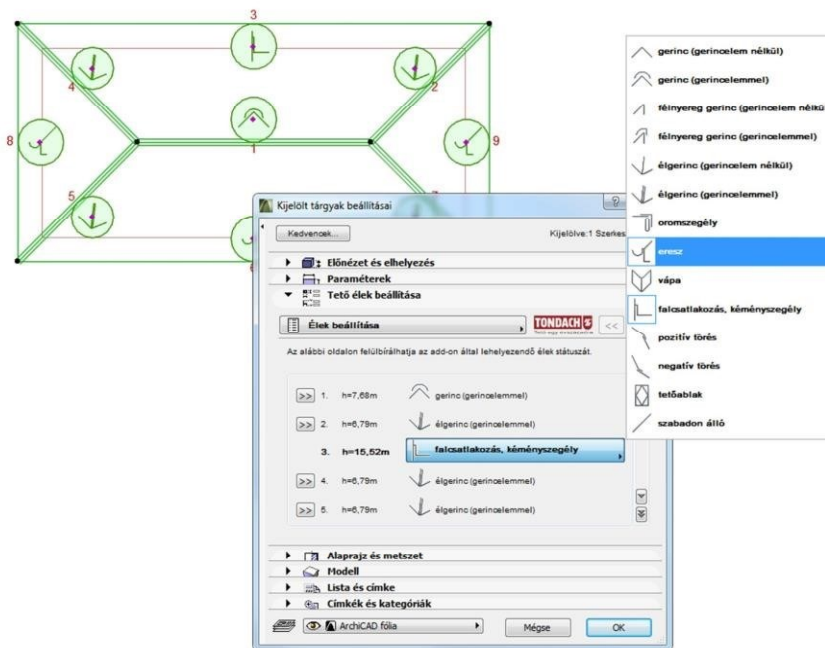 3
4
2
8
1
9
5
Kijelölt tárgyak beállításai
?
Kedvencek...
Kijelölve:1 Szerkes
Előnézet és elhelyezés
Paraméterek
Tető élek beállítása
Élek beállítása
TONDACH
<<
Az alábbi oldalon felülbírálhatja az add-on által lehelyezendő élek státuszát.
>> 1. h=7,68m gerinc (gerincelemmel)
>> 2. h=6,79m élgerinc (gerincelemmel)
3. h=15,52m falcsatlakozás, kéményszegély
>> 4. h=6,79m élgerinc (gerincelemmel)
>> 5. h=6,79m élgerinc (gerincelemmel)
Alaprajz és metszet
Modell
Lista és címke
Címkék és kategóriák
ArchiCAD fólia
Mégse
OK
gerinc (gerincelem nélkül)
gerinc (gerincelemmel)
félnyereg gerinc (gerincelem nélkül)
félnyereg gerinc (gerincelemmel)
élgerinc (gerincelem nélkül)
élgerinc (gerincelemmel)
oromszegély
eresz
vápa
falcsatlakozás, kéményszegély
pozitív törés
negatív törés
tetőablak
szabadon álló